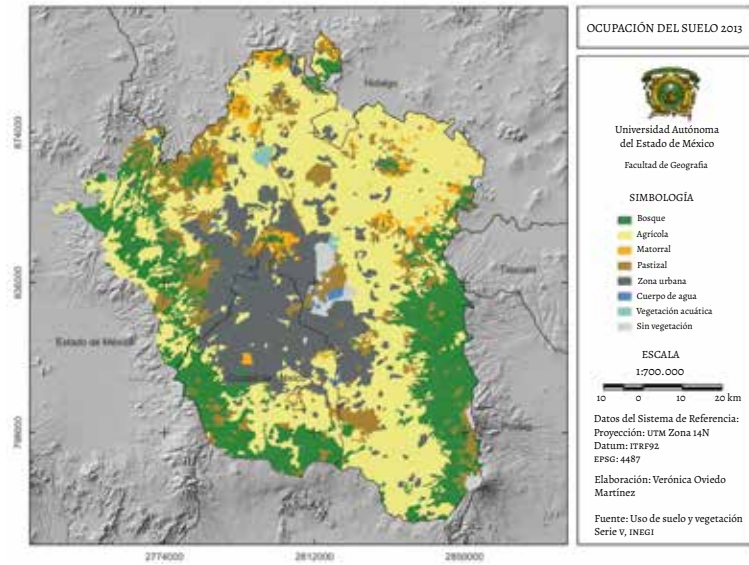 OCUPACIÓN DEL SUELO 2013
Universidad Autónoma
del Estado de México
Facultad de Geografía
SIMBOLOGÍA
Bosque
Agrícola
Matorral
Pastizal
Zona urbana
Cuerpo de agua
Vegetación acuática
Sin vegetación
ESCALA
1:700.000
10 0 10 20 km
Datos del Sistema de Referencia:
Proyección: UTM Zona 14N
Datum: ITRF92
EPSG: 4487
Elaboración: Verónica Oviedo
Martínez
Fuente: Uso de suelo y vegetación
Serie V, INEGI
Hidalgo
Estado de México
874000
836000
798000
2774000 2812000 2850000